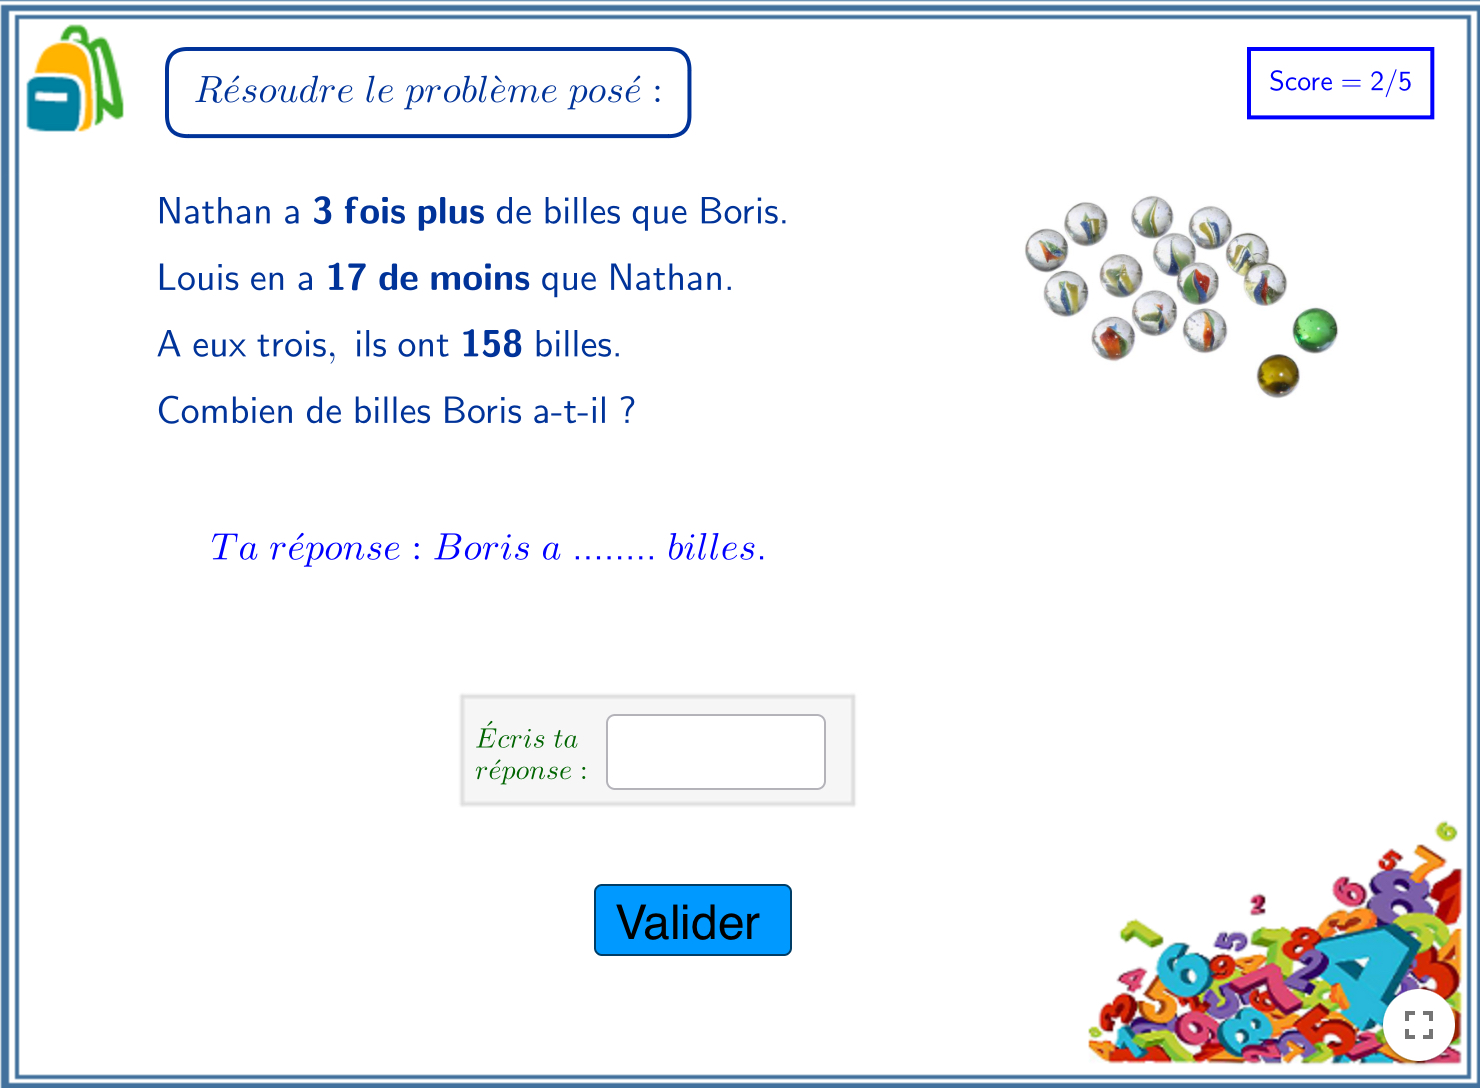 Résoudre le problème posé :
Score = 2/5
Nathan a 3 fois plus de billes que Boris.
Louis en a 17 de moins que Nathan.
A eux trois, ils ont 158 billes.
Combien de billes Boris a-t-il ?
Ta réponse : Boris a ........ billes.
Écris ta
réponse :
Valider